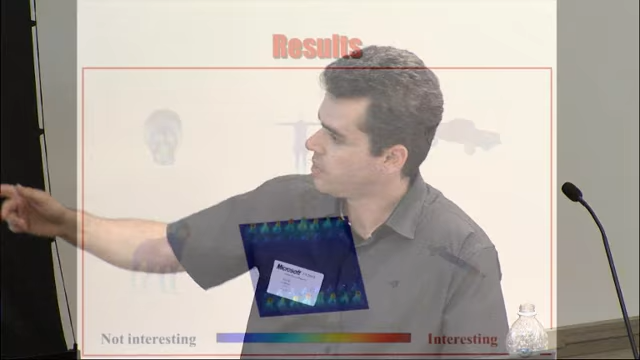 Results
Microsoft
Not interesting
Interesting